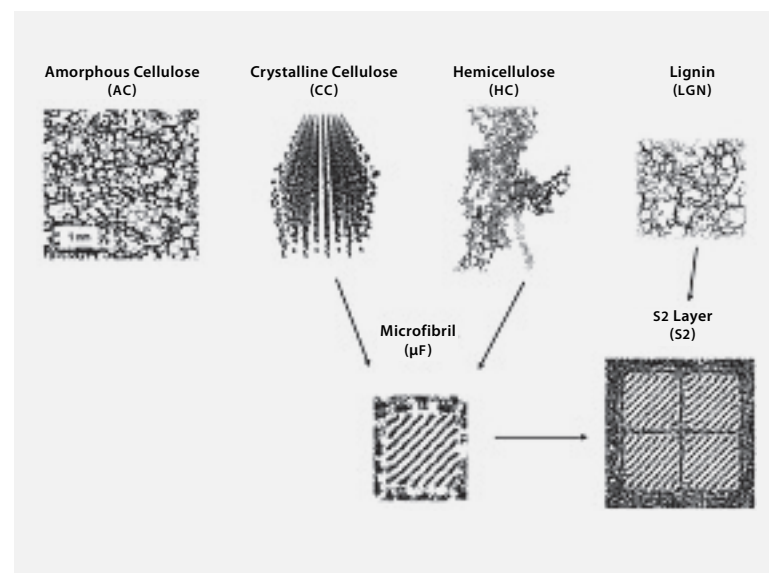 Amorphous Cellulose
(AC)
Crystalline Cellulose
(CC)
Hemicellulose
(HC)
Lignin
(LGN)
1 nm
Microfibril
(µF)
S2 Layer
(S2)